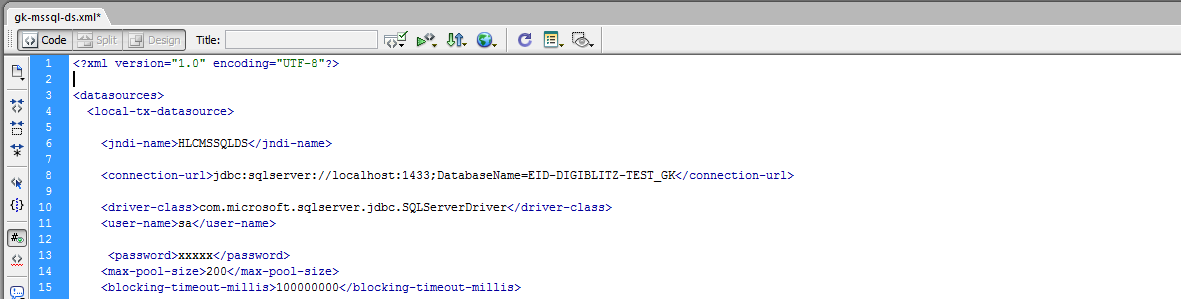 gk-mssql-ds.xml*
Code Split Design Title:
1 <?xml version="1.0" encoding="UTF-8"?>
2
3 <datasources>
4 <local-tx-datasource>
5
6 <jndi-name>HLCMSSQLDS</jndi-name>
7
8 <connection-url>jdbc:sqlserver://localhost:1433;DatabaseName=EID-DIGIBLITZ-TEST_GK</connection-url>
9
10 <driver-class>com.microsoft.sqlserver.jdbc.SQLServerDriver</driver-class>
11 <user-name>sa</user-name>
12
13 <password>xxxxx</password>
14 <max-pool-size>200</max-pool-size>
15 <blocking-timeout-millis>100000000</blocking-timeout-millis>